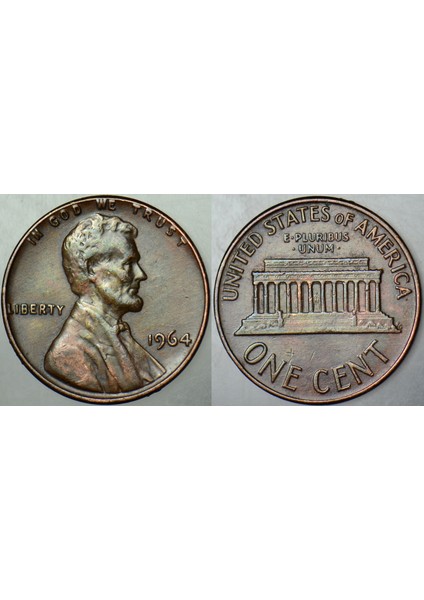 IN GOD WE TRUST
LIBERTY
1964
UNITED STATES OF AMERICA
E·PLURIBUS
·UNUM·
ONE CENT